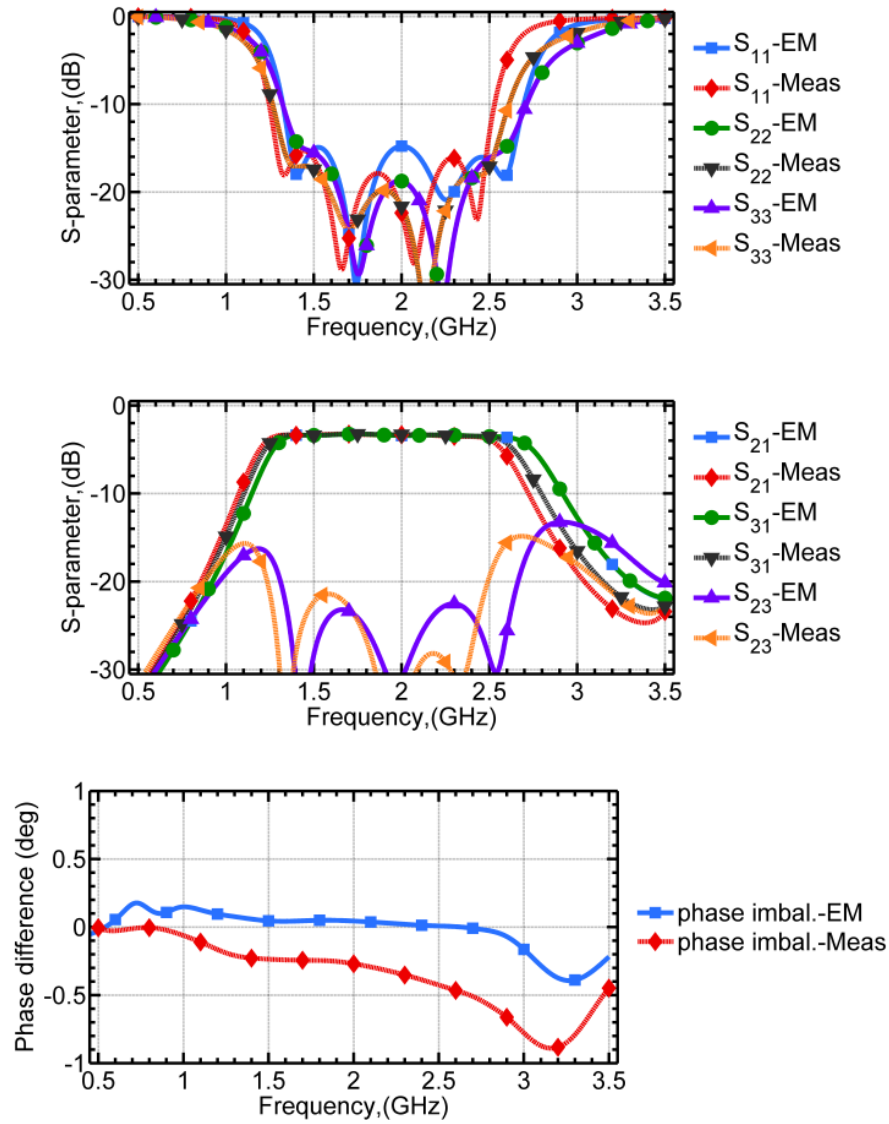 0
-10
-20
-30
S-parameter,(dB)
0.5 1 1.5 2 2.5 3 3.5
Frequency,(GHz)
S11-EM
S11-Meas
S22-EM
S22-Meas
S33-EM
S33-Meas
0
-10
-20
-30
S-parameter,(dB)
0.5 1 1.5 2 2.5 3 3.5
Frequency,(GHz)
S21-EM
S21-Meas
S31-EM
S31-Meas
S23-EM
S23-Meas
1
0.5
0
-0.5
-1
Phase difference (deg)
0.5 1 1.5 2 2.5 3 3.5
Frequency,(GHz)
phase imbal.-EM
phase imbal.-Meas